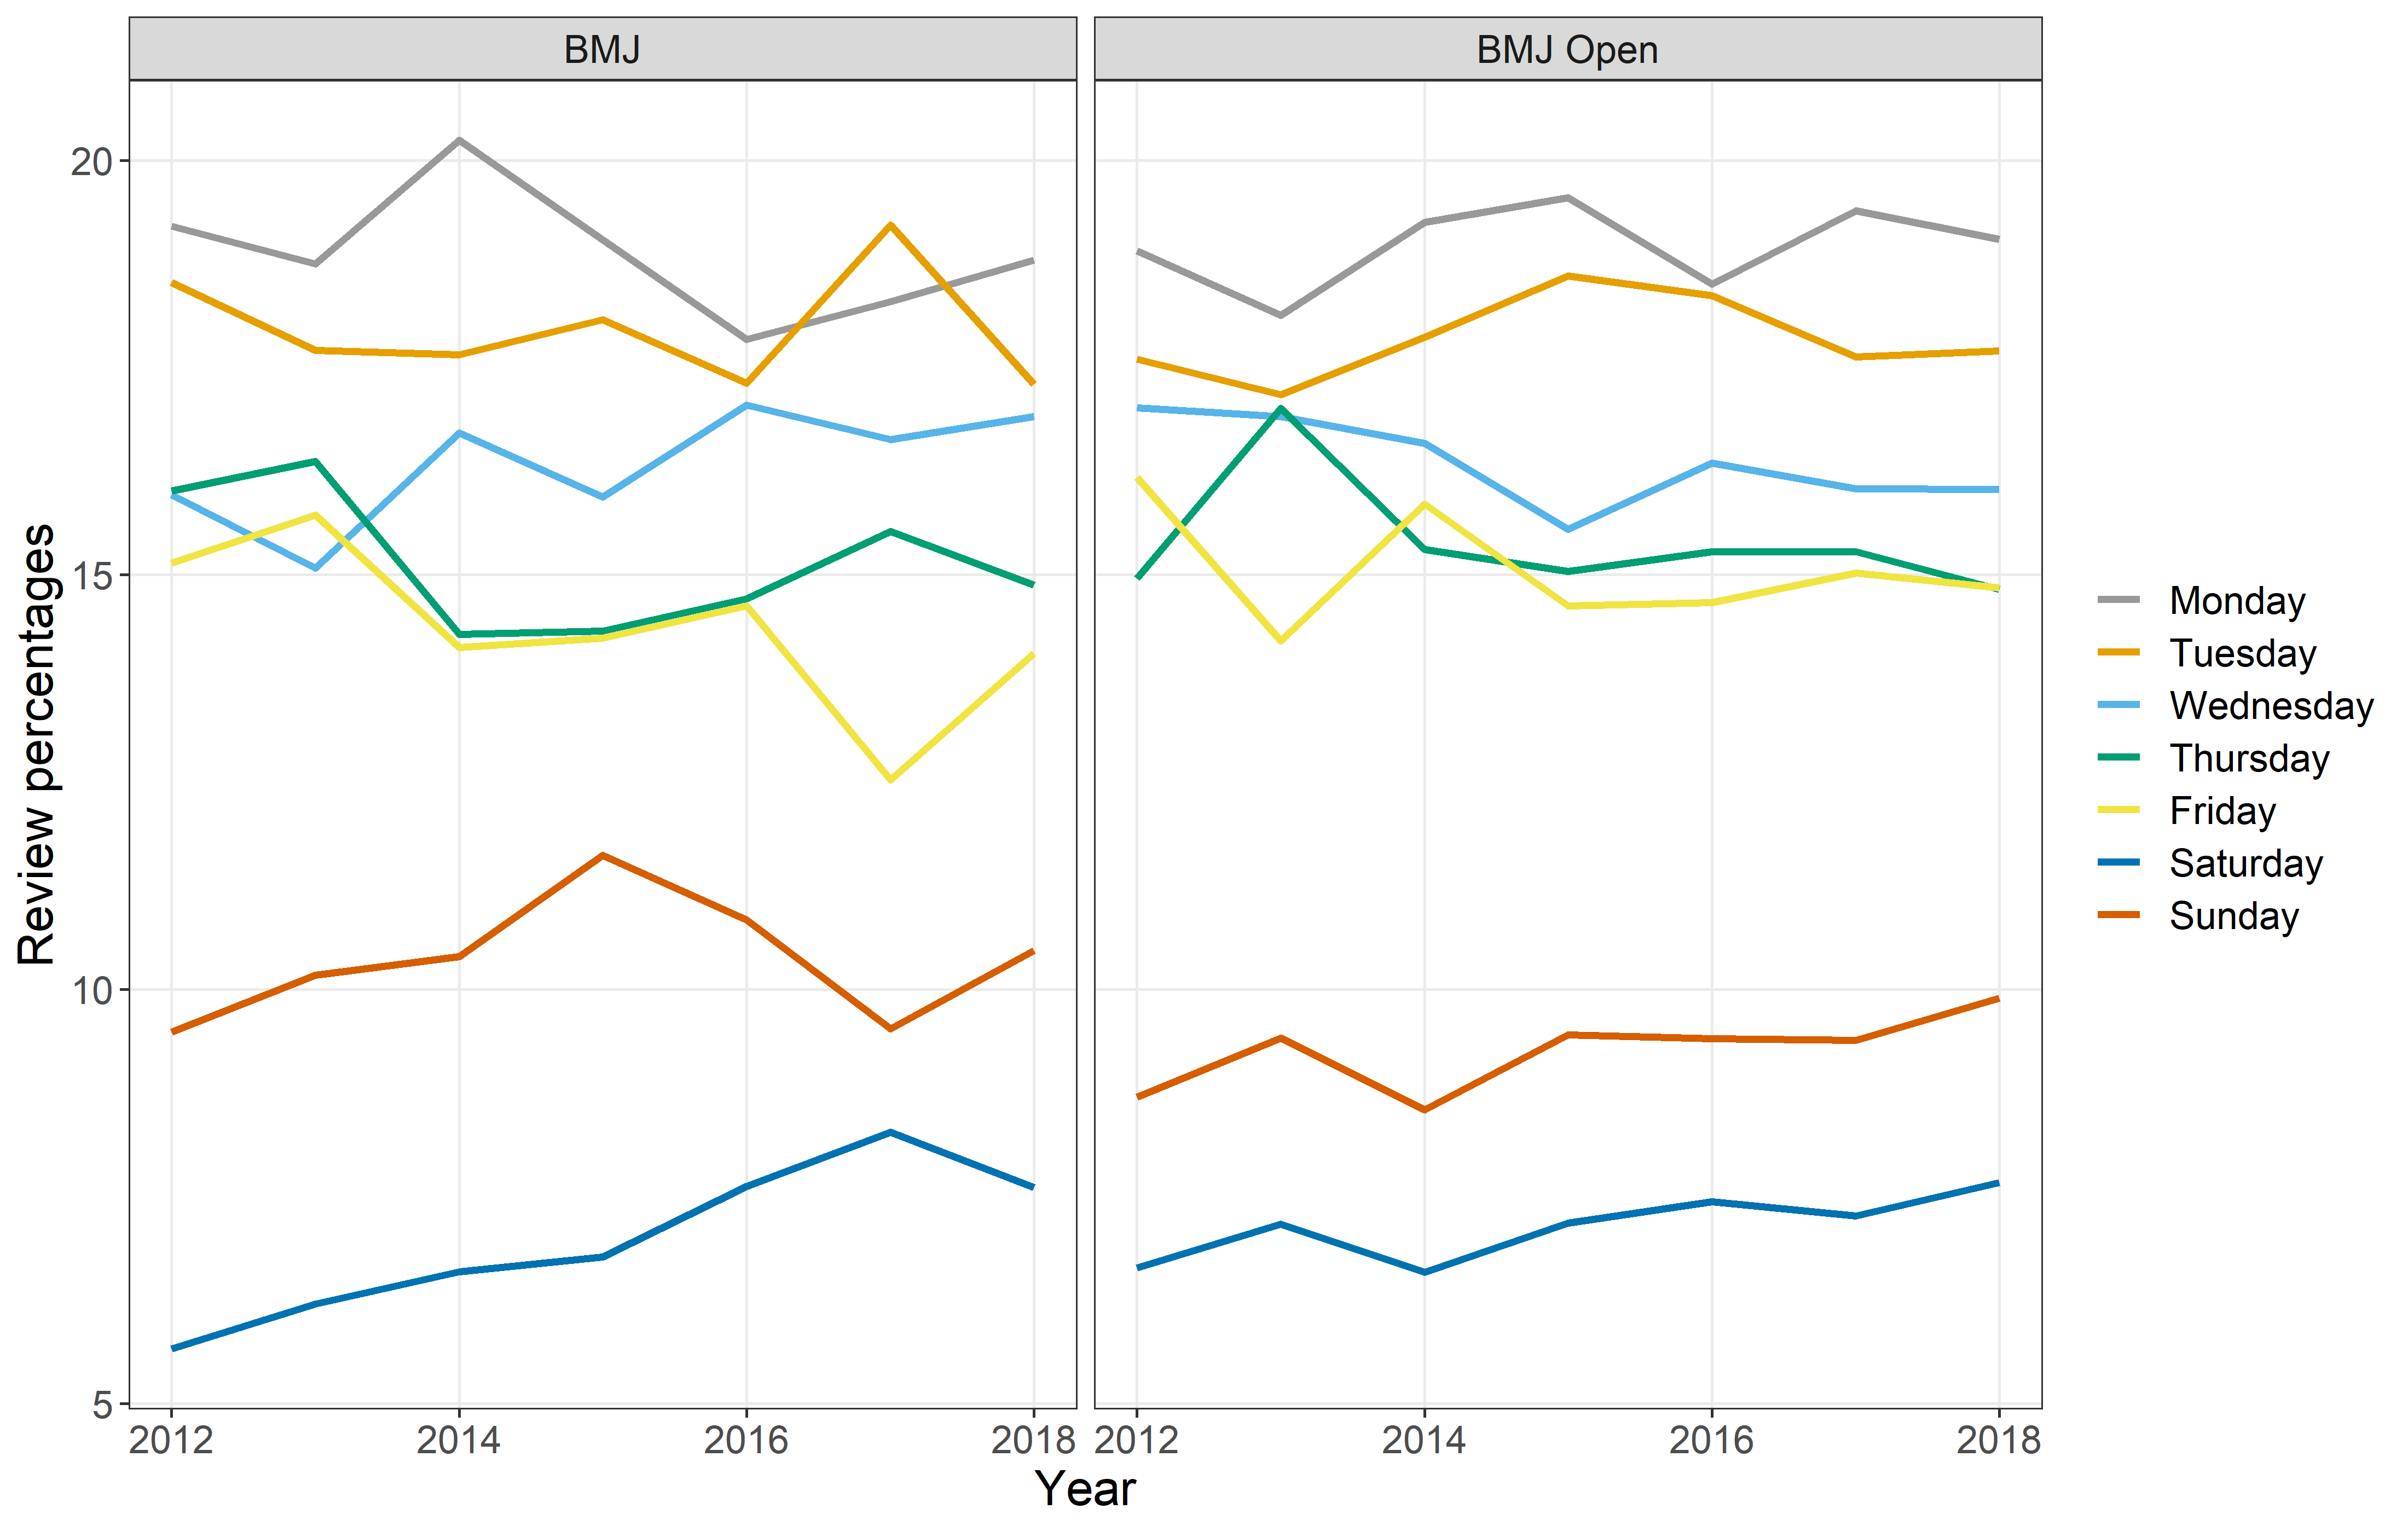 BMJ
BMJ Open
Review percentages
20
15
10
5
2012
2014
2016
2018
2012
2014
2016
2018
Year
Monday
Tuesday
Wednesday
Thursday
Friday
Saturday
Sunday